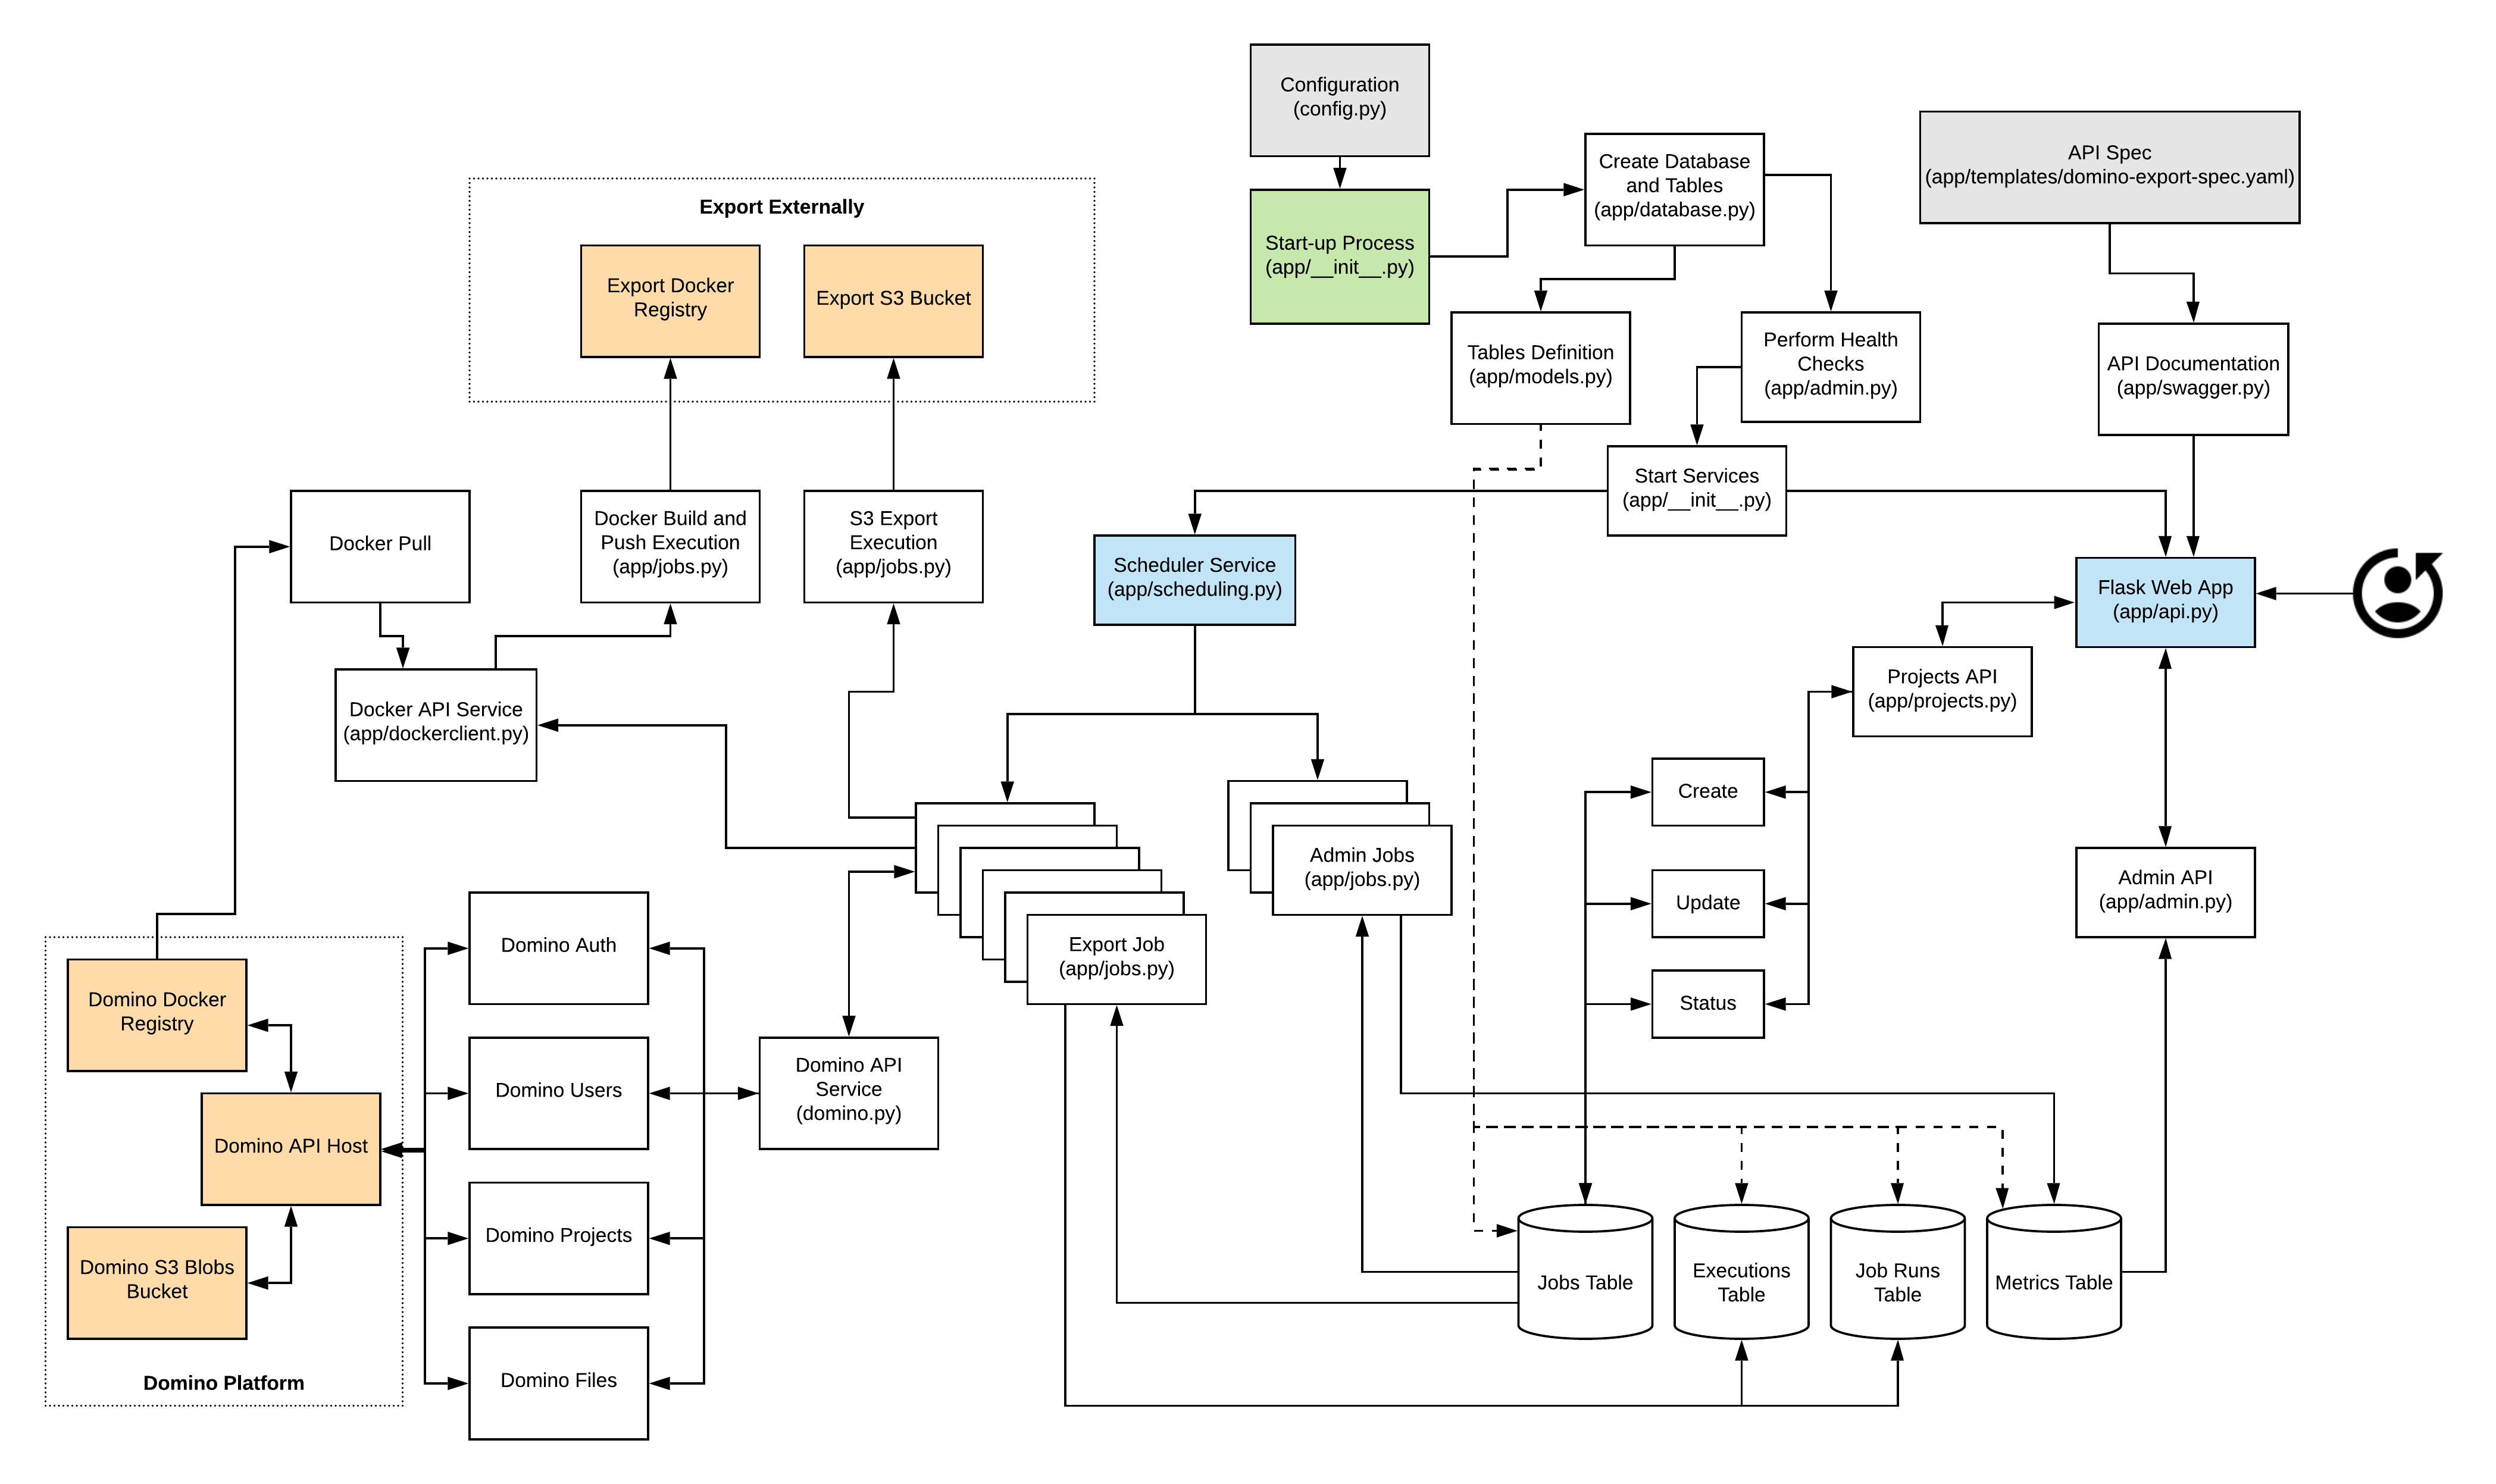 Configuration
(config.py)
Create Database
and Tables
(app/database.py)
API Spec
(app/templates/domino-export-spec.yaml)
Export Externally
Start-up Process
(app/__init__.py)
Export Docker
Registry
Export S3 Bucket
Tables Definition
(app/models.py)
Perform Health
Checks
(app/admin.py)
API Documentation
(app/swagger.py)
Start Services
(app/__init__.py)
Docker Pull
Docker Build and
Push Execution
(app/jobs.py)
S3 Export
Execution
(app/jobs.py)
Scheduler Service
(app/scheduling.py)
Flask Web App
(app/api.py)
Projects API
(app/projects.py)
Docker API Service
(app/dockerclient.py)
Create
Admin Jobs
(app/jobs.py)
Update
Admin API
(app/admin.py)
Domino Auth
Export Job
(app/jobs.py)
Status
Domino Docker
Registry
Domino Users
Domino API
Service
(domino.py)
Domino API Host
Domino Projects
Domino S3 Blobs
Bucket
Jobs Table
Executions
Table
Job Runs
Table
Metrics Table
Domino Platform
Domino Files